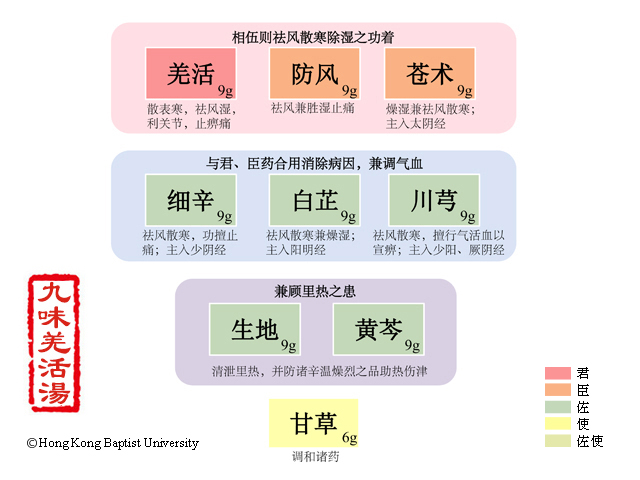 相伍则祛风散寒除湿之功着
羌活
9g
防风
9g
苍术
9g
散表寒，祛风湿，
利关节，止痹痛
祛风兼胜湿止痛
燥湿兼祛风散寒；
主入太阴经
与君、臣药合用消除病因，兼调气血
细辛
9g
白芷
9g
川芎
9g
祛风散寒，功擅止
痛；主入少阴经
祛风散寒兼燥湿；
主入阳明经
祛风散寒，擅行气活血以
宣痹；主入少阳、厥阴经
兼顾里热之患
生地
9g
黄芩
9g
清泄里热，并防诸辛温燥烈之品助热伤津
甘草
6g
调和诸药
九味羌活湯
©Hong Kong Baptist University
君
臣
佐
使
佐使